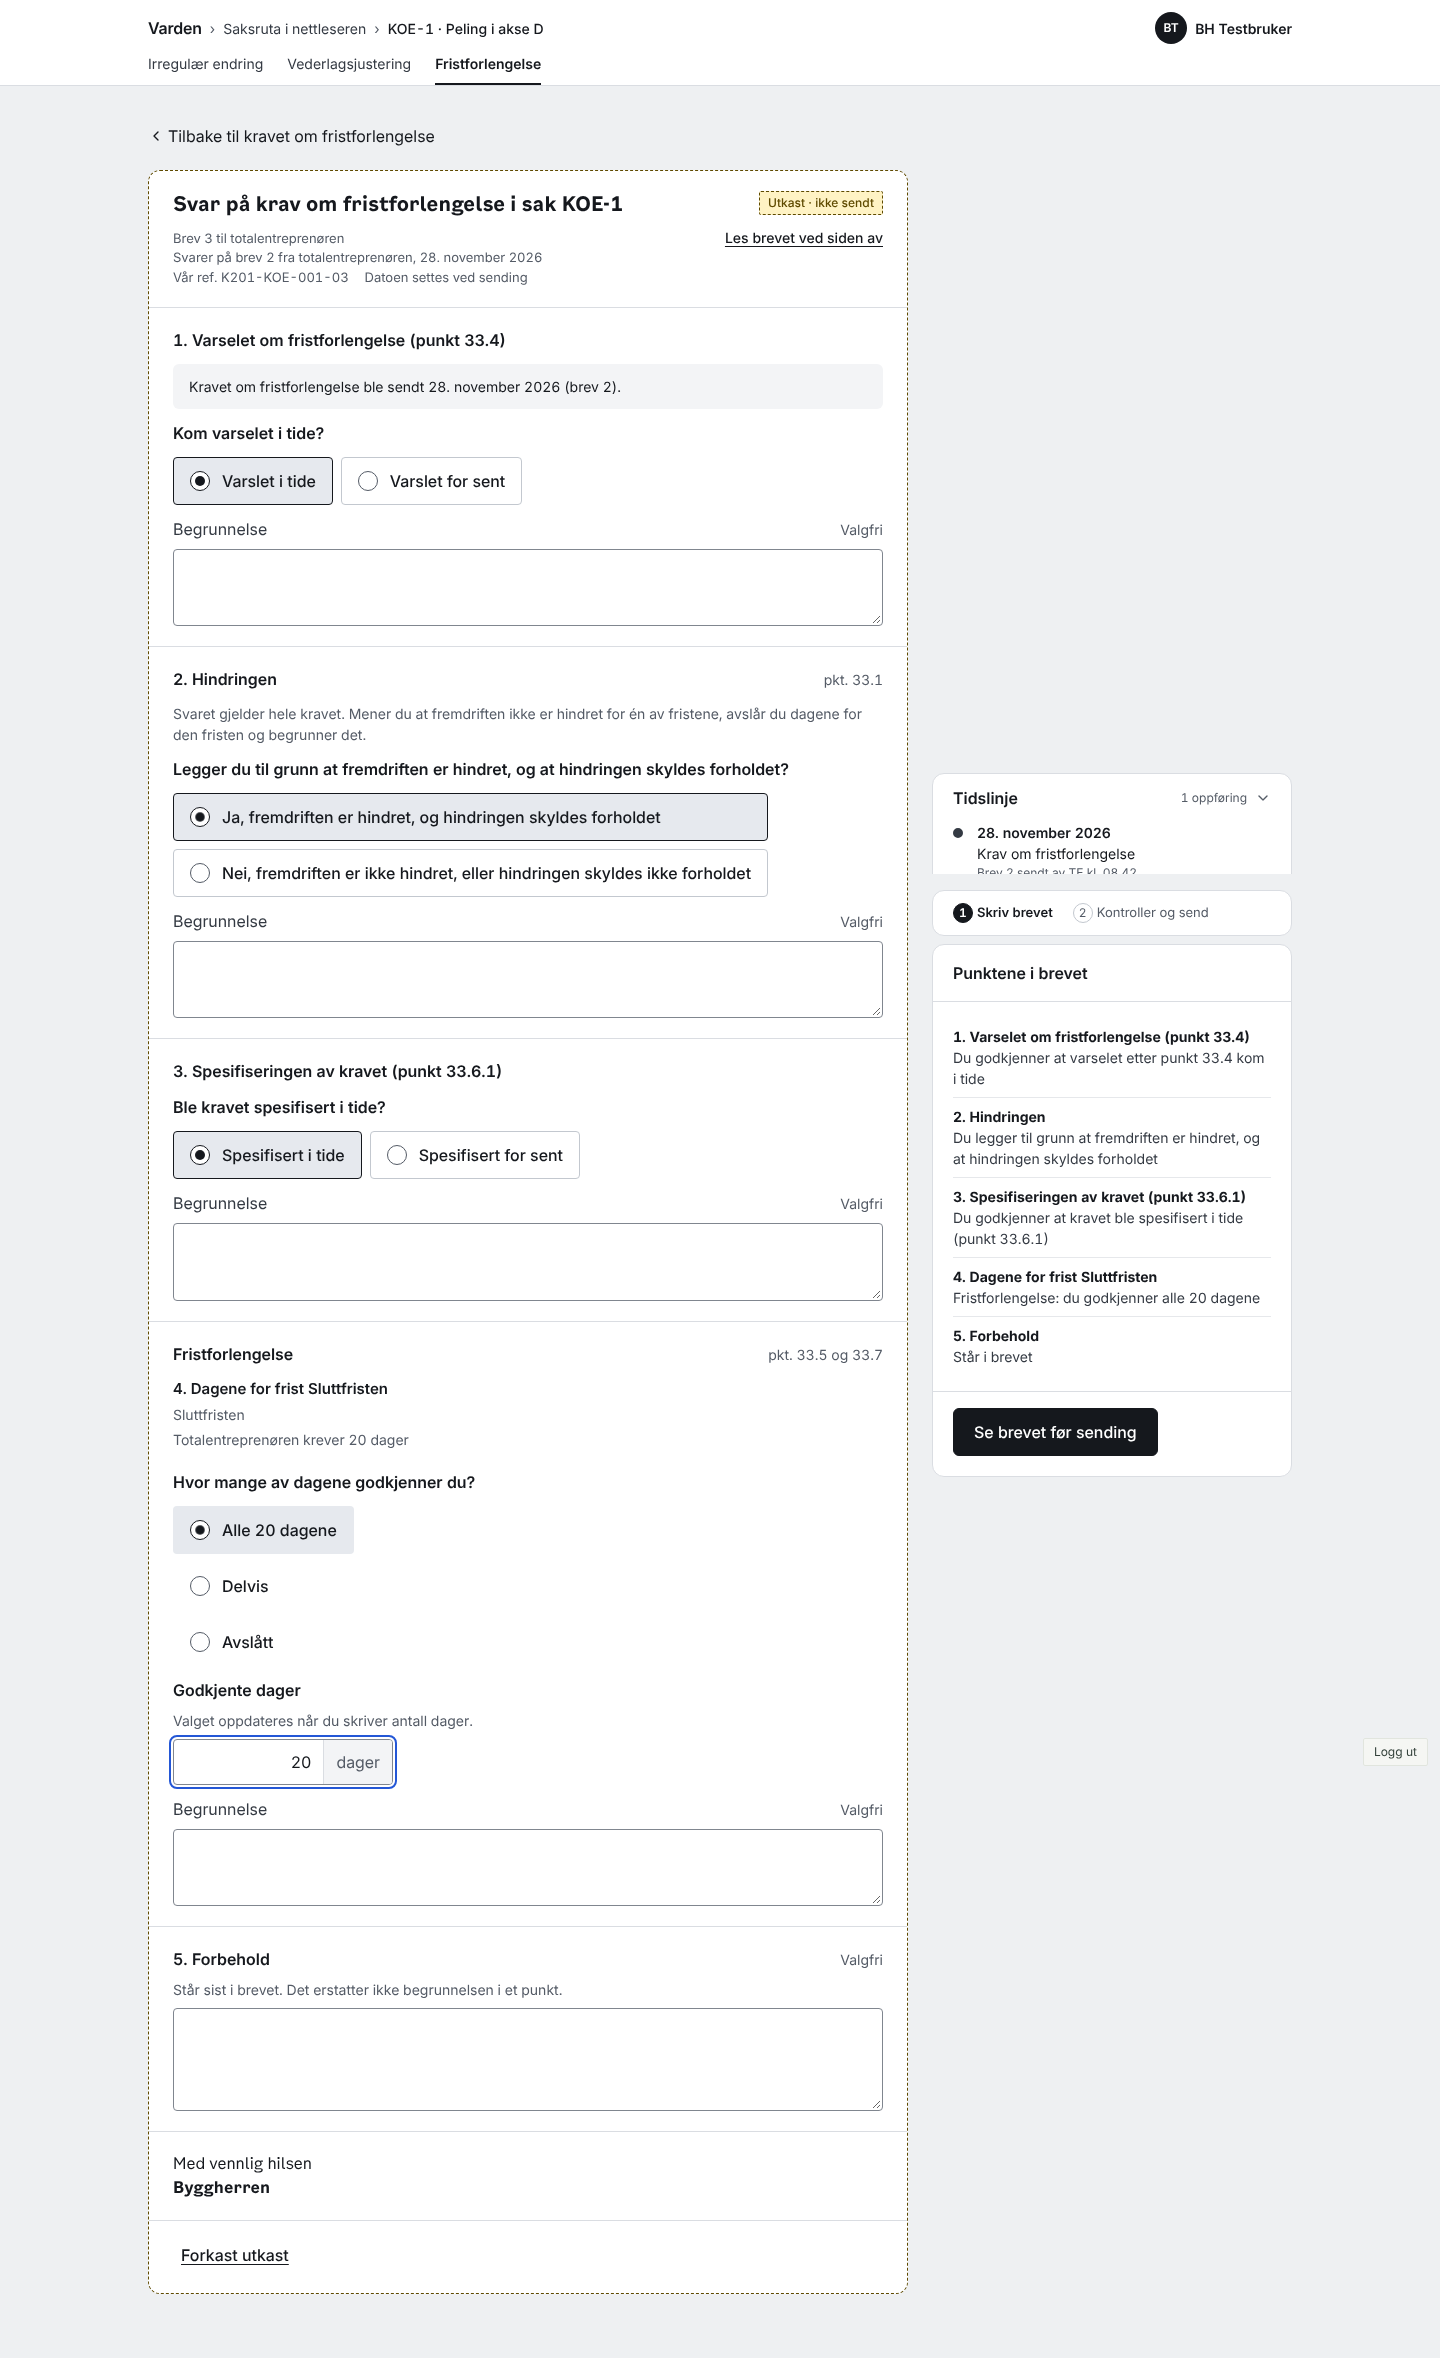 Varden › Saksruta i nettleseren › KOE-1 · Peling i akse D
BT BH Testbruker
Irregulær endring Vederlagsjustering Fristforlengelse
Tilbake til kravet om fristforlengelse
Svar på krav om fristforlengelse i sak KOE-1
Utkast · ikke sendt
Brev 3 til totalentreprenøren
Les brevet ved siden av
Svarer på brev 2 fra totalentreprenøren, 28. november 2026
Vår ref. K201-KOE-001-03 Datoen settes ved sending
1. Varselet om fristforlengelse (punkt 33.4)
Kravet om fristforlengelse ble sendt 28. november 2026 (brev 2).
Kom varselet i tide?
Varslet i tide Varslet for sent
Begrunnelse Valgfri
2. Hindringen pkt. 33.1
Svaret gjelder hele kravet. Mener du at fremdriften ikke er hindret for én av fristene, avslår du dagene for
den fristen og begrunner det.
Legger du til grunn at fremdriften er hindret, og at hindringen skyldes forholdet?
Ja, fremdriften er hindret, og hindringen skyldes forholdet
Nei, fremdriften er ikke hindret, eller hindringen skyldes ikke forholdet
Begrunnelse Valgfri
3. Spesifiseringen av kravet (punkt 33.6.1)
Ble kravet spesifisert i tide?
Spesifisert i tide Spesifisert for sent
Begrunnelse Valgfri
Fristforlengelse pkt. 33.5 og 33.7
4. Dagene for frist Sluttfristen
Sluttfristen
Totalentreprenøren krever 20 dager
Hvor mange av dagene godkjenner du?
Alle 20 dagene
Delvis
Avslått
Godkjente dager
Valget oppdateres når du skriver antall dager.
20 dager
Begrunnelse Valgfri
5. Forbehold Valgfri
Står sist i brevet. Det erstatter ikke begrunnelsen i et punkt.
Med vennlig hilsen
Byggherren
Forkast utkast
Tidslinje 1 oppføring
28. november 2026
Krav om fristforlengelse
Brev 2 sendt av TE kl. 08.42
1 Skriv brevet 2 Kontroller og send
Punktene i brevet
1. Varselet om fristforlengelse (punkt 33.4)
Du godkjenner at varselet etter punkt 33.4 kom
i tide
2. Hindringen
Du legger til grunn at fremdriften er hindret, og
at hindringen skyldes forholdet
3. Spesifiseringen av kravet (punkt 33.6.1)
Du godkjenner at kravet ble spesifisert i tide
(punkt 33.6.1)
4. Dagene for frist Sluttfristen
Fristforlengelse: du godkjenner alle 20 dagene
5. Forbehold
Står i brevet
Se brevet før sending
Logg ut